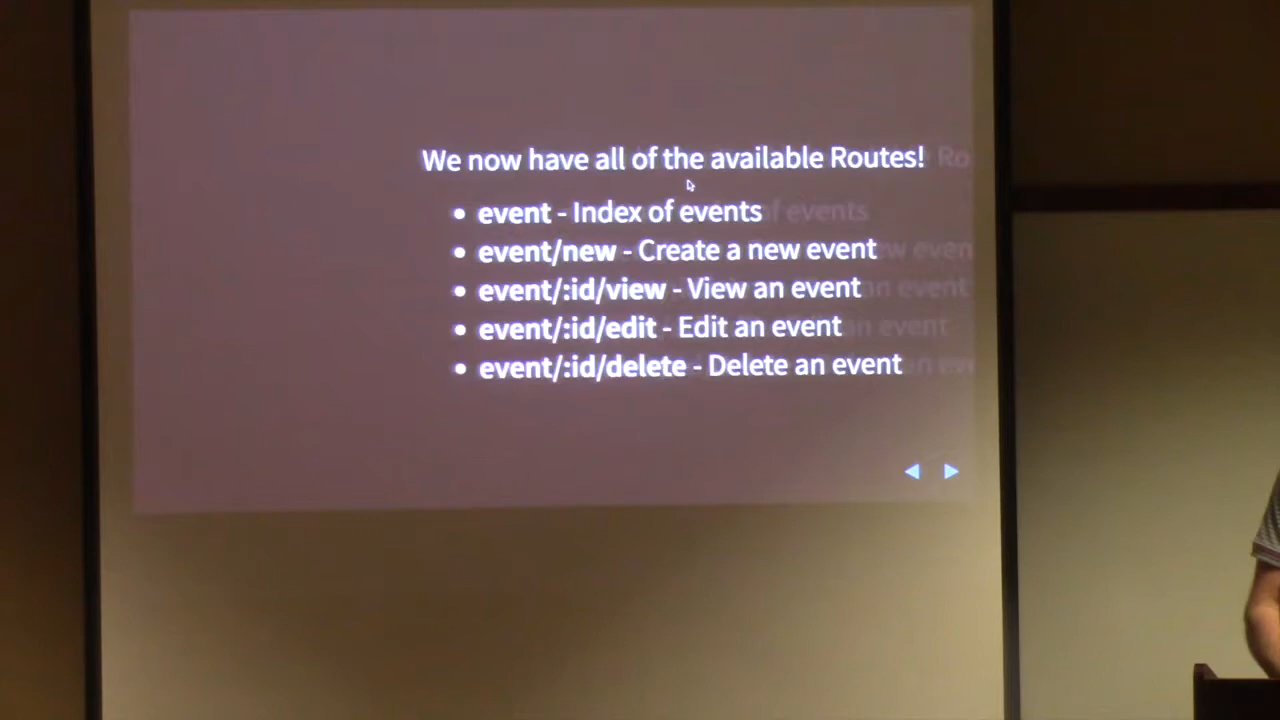 We now have all of the available Routes!
• event - Index of events
• event/new - Create a new event
• event/:id/view - View an event
• event/:id/edit - Edit an event
• event/:id/delete - Delete an event